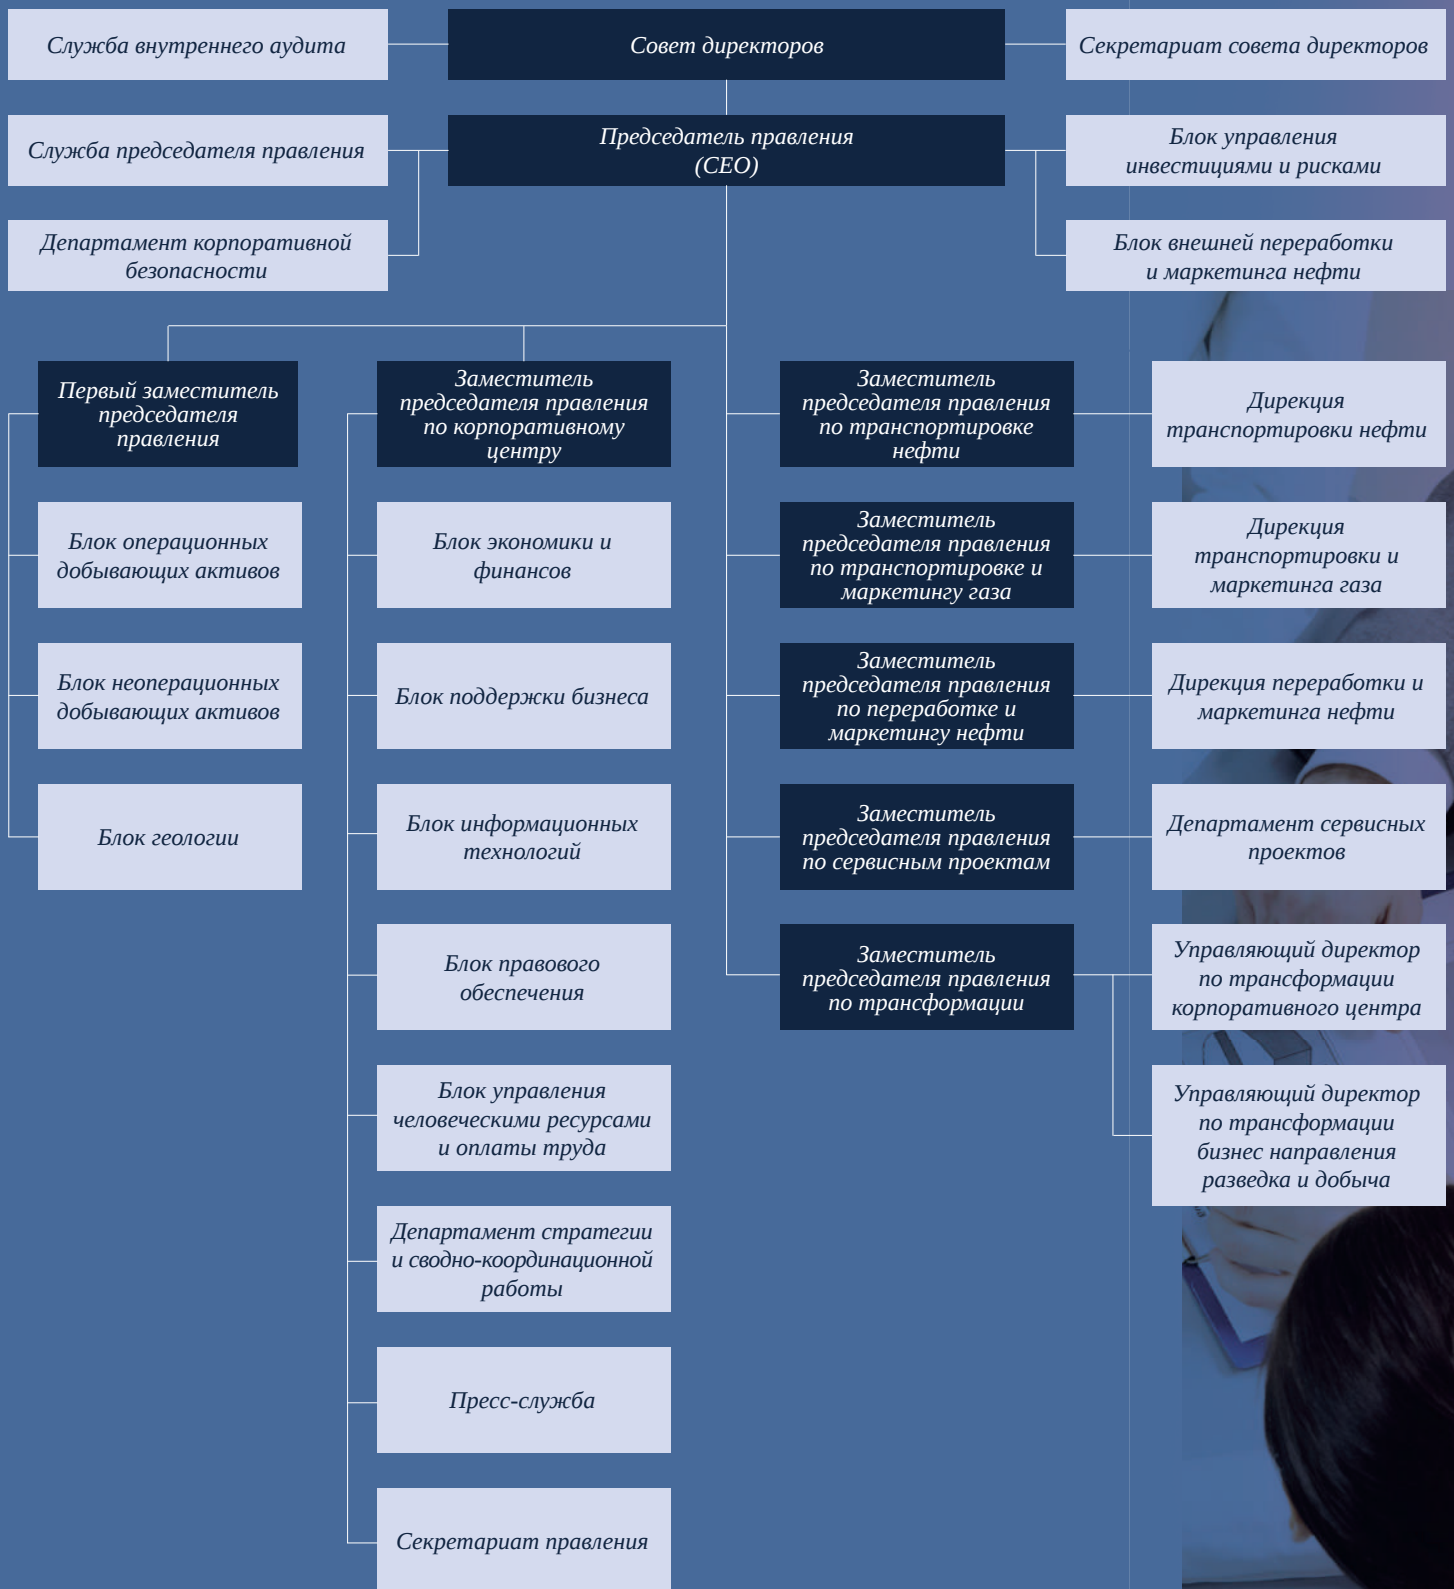 Служба внутреннего аудита
Совет директоров
Секретариат совета директоров
Служба председателя правления
Председатель правления
(CEO)
Блок управления
инвестициями и рисками
Департамент корпоративной
безопасности
Блок внешней переработки
и маркетинга нефти
Первый заместитель
председателя
правления
Заместитель
председателя правления
по корпоративному
центру
Заместитель
председателя правления
по транспортировке
нефти
Дирекция
транспортировки нефти
Блок операционных
добывающих активов
Блок экономики и
финансов
Заместитель
председателя правления
по транспортировке и
маркетингу газа
Дирекция
транспортировки и
маркетинга газа
Блок неоперационных
добывающих активов
Блок поддержки бизнеса
Заместитель
председателя правления
по переработке и
маркетингу нефти
Дирекция переработки и
маркетинга нефти
Блок геологии
Блок информационных
технологий
Заместитель
председателя правления
по сервисным проектам
Департамент сервисных
проектов
Блок правового
обеспечения
Заместитель
председателя правления
по трансформации
Управляющий директор
по трансформации
корпоративного центра
Блок управления
человеческими ресурсами
и оплаты труда
Управляющий директор
по трансформации
бизнес направления
разведка и добыча
Департамент стратегии
и сводно-координационной
работы
Пресс-служба
Секретариат правления